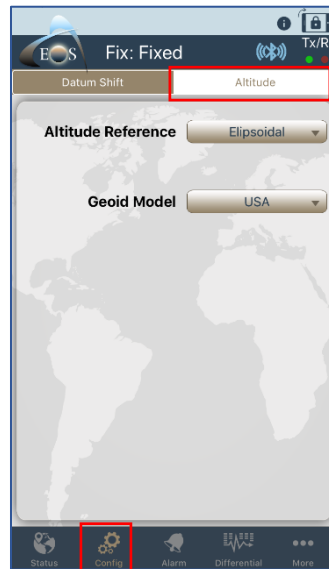 EOS Fix: Fixed Tx/R
Datum Shift Altitude
Altitude Reference Elipsoidal
Geoid Model USA
Status Config Alarm Differential More